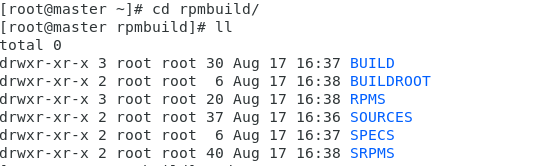 [root@master ~]# cd rpmbuild/
[root@master rpmbuild]# ll
total 0
drwxr-xr-x 3 root root 30 Aug 17 16:37 BUILD
drwxr-xr-x 2 root root  6 Aug 17 16:38 BUILDROOT
drwxr-xr-x 3 root root 20 Aug 17 16:38 RPMS
drwxr-xr-x 2 root root 37 Aug 17 16:36 SOURCES
drwxr-xr-x 2 root root  6 Aug 17 16:37 SPECS
drwxr-xr-x 2 root root 40 Aug 17 16:38 SRPMS